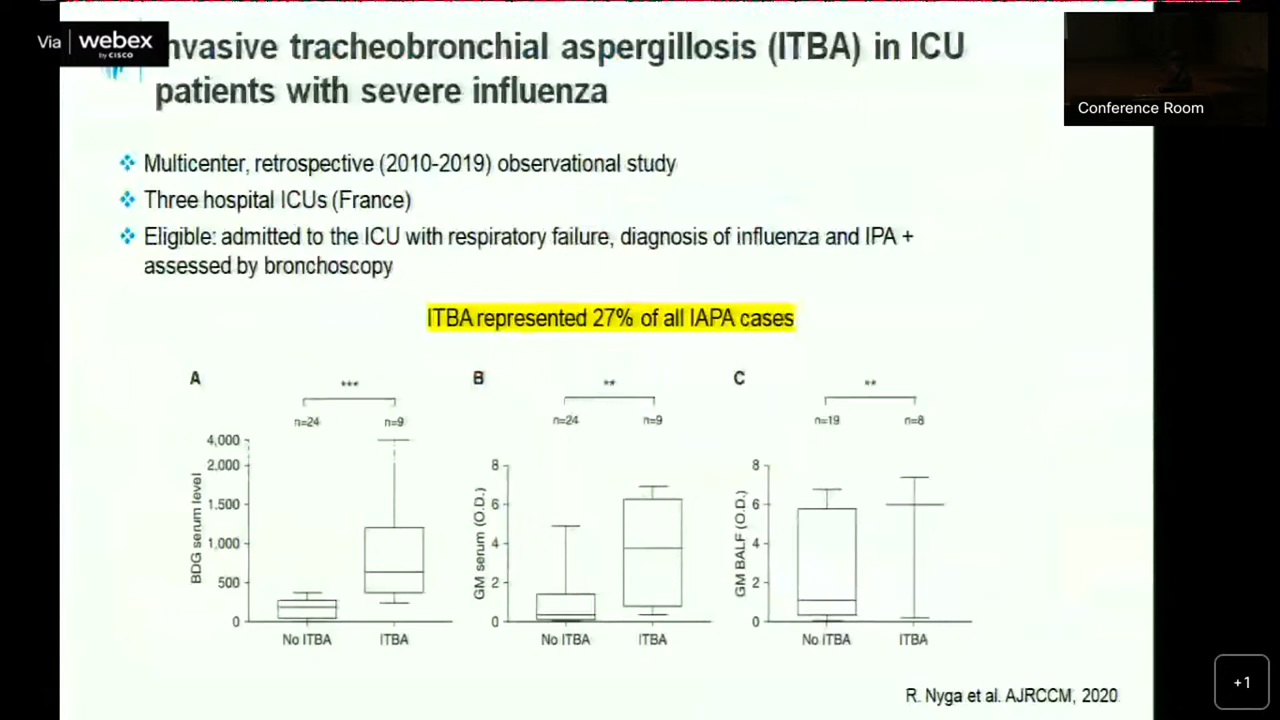 Via webex
by CISCO
nvasive tracheobronchial aspergillosis (ITBA) in ICU
patients with severe influenza
Conference Room
Multicenter, retrospective (2010-2019) observational study
Three hospital ICUs (France)
Eligible: admitted to the ICU with respiratory failure, diagnosis of influenza and IPA +
assessed by bronchoscopy
ITBA represented 27% of all IAPA cases
A
***
n=24 n=9
4,000
2,000
1,500
1,000
500
0
BDG serum level
No ITBA ITBA
B
**
n=24 n=9
8
6
4
2
0
GM serum (O.D.)
No ITBA ITBA
C
**
n=19 n=8
8
6
4
2
0
GM BALF (O.D.)
No ITBA ITBA
R. Nyga et al. AJRCCM, 2020
+1